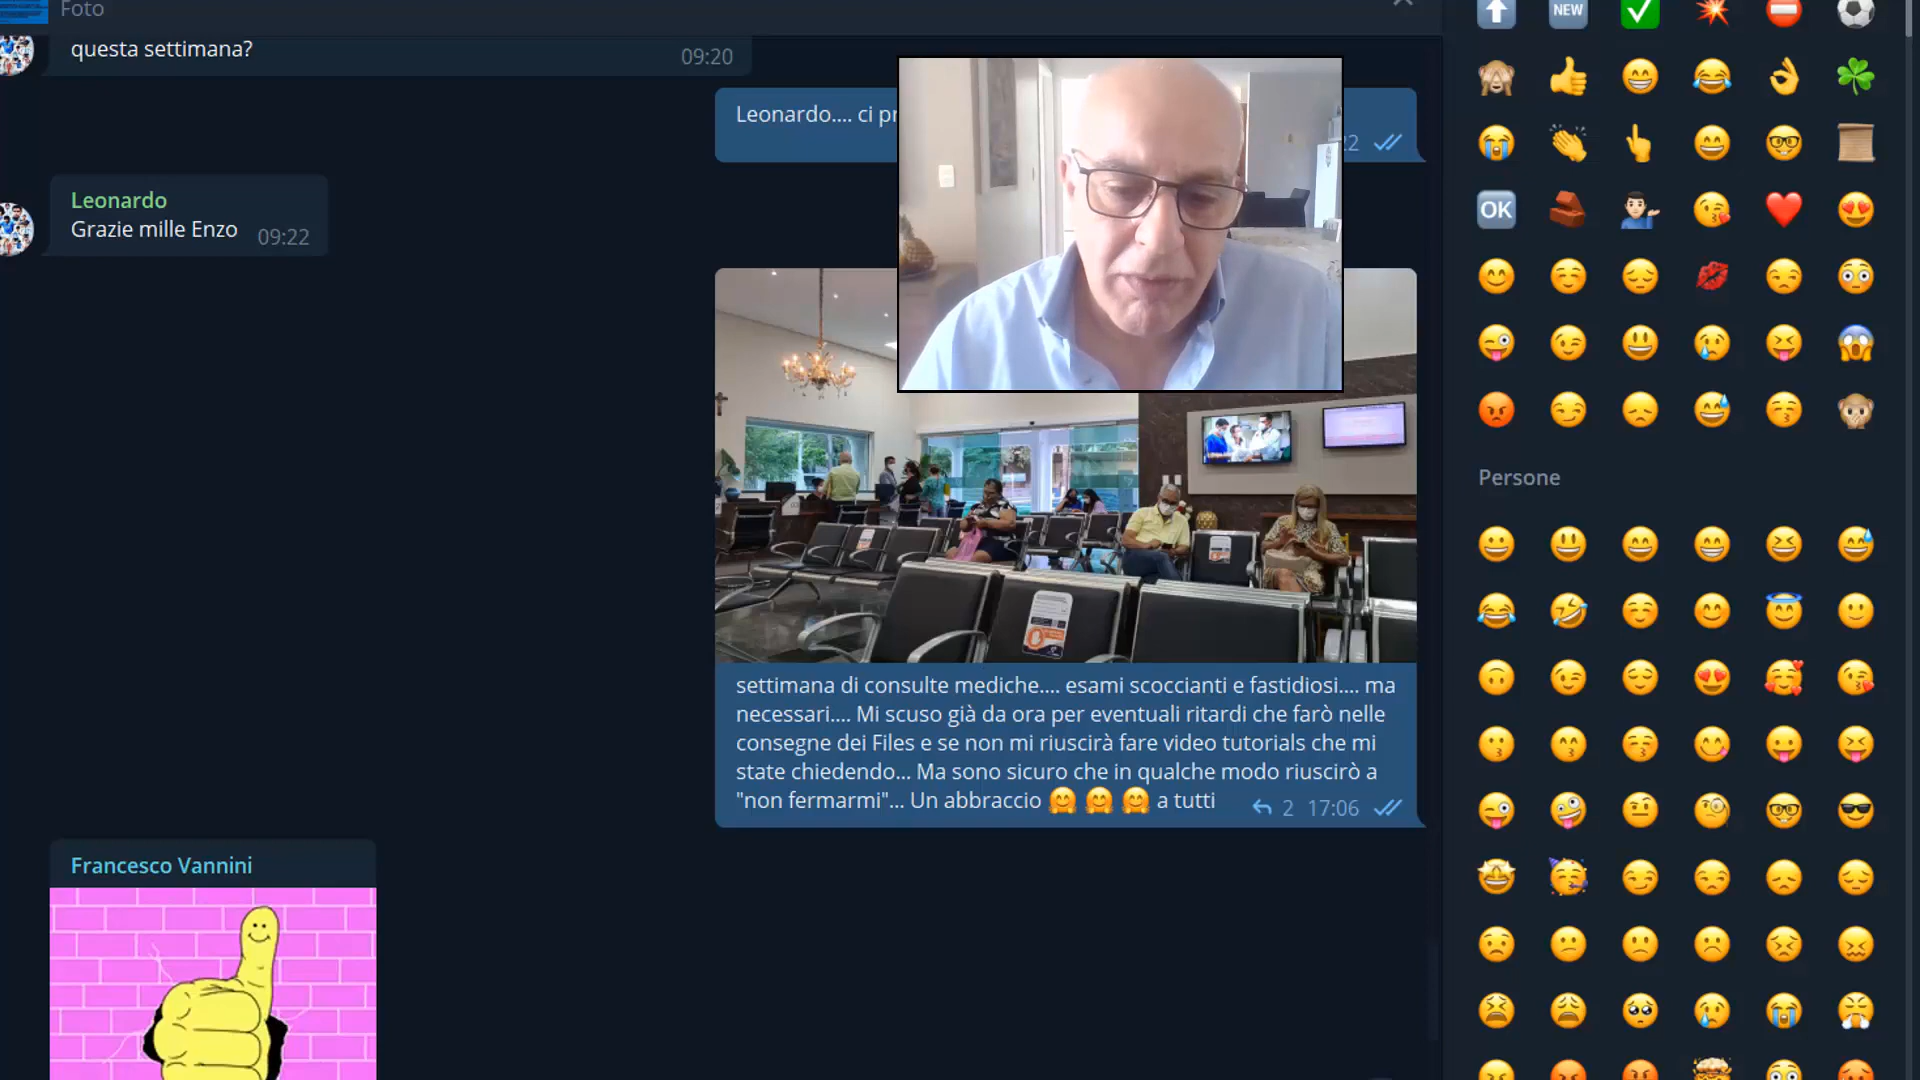 Foto
questa settimana?
09:20
Leonardo.... ci
22
Leonardo
Grazie mille Enzo
09:22
settimana di consulte mediche.... esami scoccianti e fastidiosi.... ma
necessari.... Mi scuso già da ora per eventuali ritardi che farò nelle
consegne dei Files e se non mi riuscirà fare video tutorials che mi
state chiedendo... Ma sono sicuro che in qualche modo riuscirò a
"non fermarmi"... Un abbraccio 🤗 🤗 🤗 a tutti
2 17:06
Francesco Vannini
NEW
OK
Persone